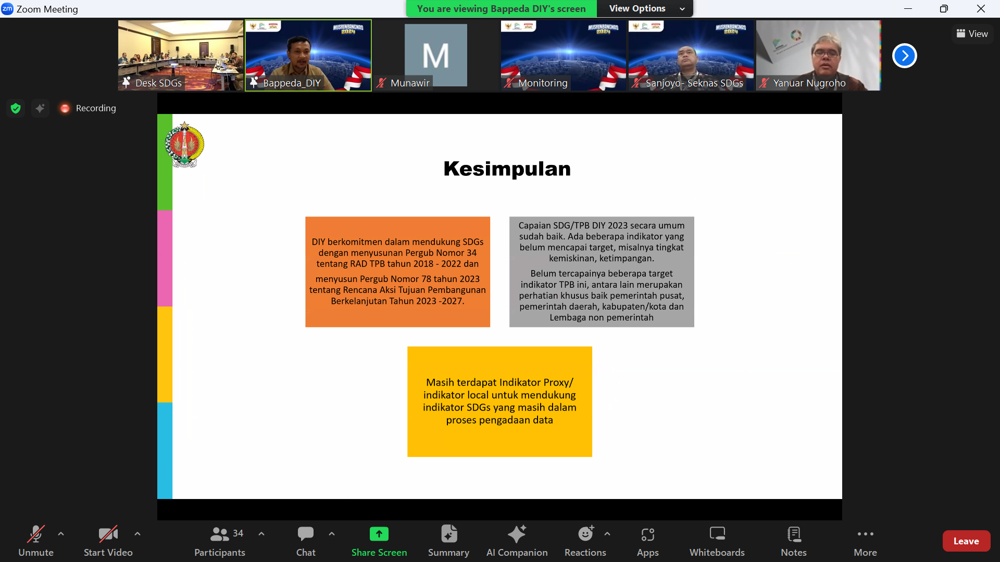 zm Zoom Meeting
You are viewing Bappeda DIY's screen
View Options
MUSRENBANGNAS
2024
MUSRENBANGNAS
2024
MUSRENBANGNAS
2024
M
View
Desk SDGs
Bappeda_DIY
Munawir
Monitoring
Sanjoyo- Seknas SDGs
Yanuar Nugroho
Recording
Kesimpulan
DIY berkomitmen dalam mendukung SDGs
dengan menyusunan Pergub Nomor 34
tentang RAD TPB tahun 2018 - 2022 dan
menyusun Pergub Nomor 78 tahun 2023
tentang Rencana Aksi Tujuan Pembangunan
Berkelanjutan Tahun 2023 -2027.
Capaian SDG/TPB DIY 2023 secara umum
sudah baik. Ada beberapa indikator yang
belum mencapai target, misalnya tingkat
kemiskinan, ketimpangan.
Belum tercapainya beberapa target
indikator TPB ini, antara lain merupakan
perhatian khusus baik pemerintah pusat,
pemerintah daerah, kabupaten/kota dan
Lembaga non pemerintah
Masih terdapat Indikator Proxy/
indikator local untuk mendukung
indikator SDGs yang masih dalam
proses pengadaan data
34
Unmute
Start Video
Participants
Chat
Share Screen
Summary
AI Companion
Reactions
Apps
Whiteboards
Notes
More
Leave